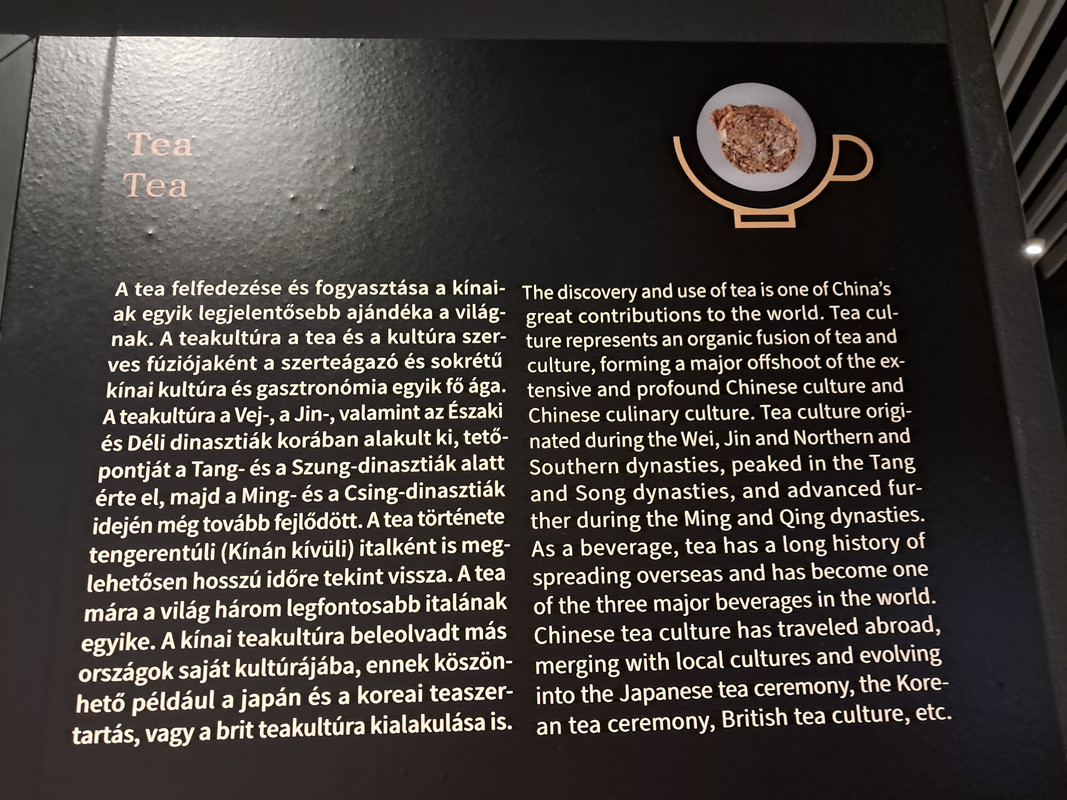 Tea
Tea
A tea felfedezése és fogyasztása a kínai-
ak egyik legjelentősebb ajándéka a világ-
nak. A teakultúra a tea és a kultúra szer-
ves fúziójaként a szerteágazó és sokrétű
kínai kultúra és gasztronómia egyik fő ága.
A teakultúra a Vej-, a Jin-, valamint az Északi
és Déli dinasztiák korában alakult ki, tető-
pontját a Tang- és a Szung-dinasztiák alatt
érte el, majd a Ming- és a Csing-dinasztiák
idején még tovább fejlődött. A tea története
tengerentúli (Kínán kívüli) italként is meg-
lehetősen hosszú időre tekint vissza. A tea
mára a világ három legfontosabb italának
egyike. A kínai teakultúra beleolvadt más
országok saját kultúrájába, ennek köszön-
hető például a japán és a koreai teaszer-
tartás, vagy a brit teakultúra kialakulása is.
The discovery and use of tea is one of China's
great contributions to the world. Tea cul-
ture represents an organic fusion of tea and
culture, forming a major offshoot of the ex-
tensive and profound Chinese culture and
Chinese culinary culture. Tea culture origi-
nated during the Wei, Jin and Northern and
Southern dynasties, peaked in the Tang
and Song dynasties, and advanced fur-
ther during the Ming and Qing dynasties.
As a beverage, tea has a long history of
spreading overseas and has become one
of the three major beverages in the world.
Chinese tea culture has traveled abroad,
merging with local cultures and evolving
into the Japanese tea ceremony, the Kore-
an tea ceremony, British tea culture, etc.